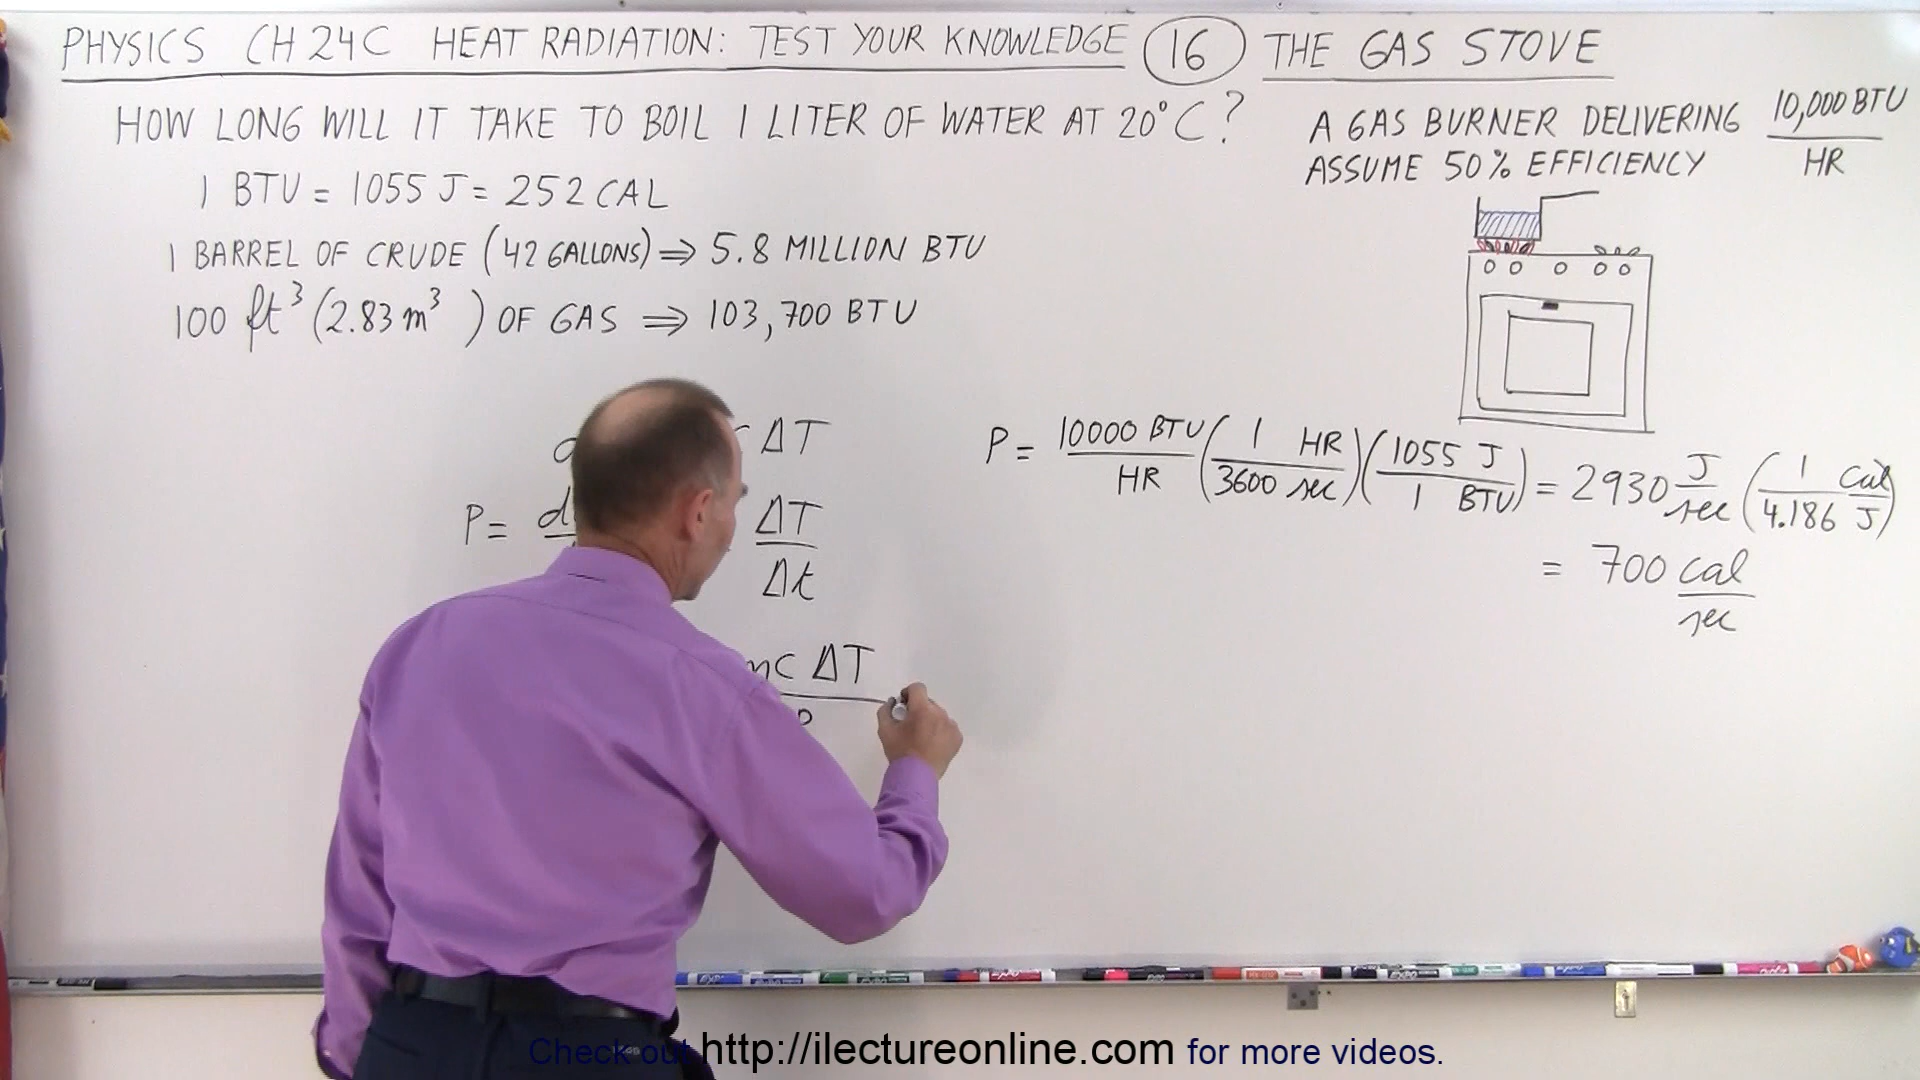 PHYSICS CH 24C HEAT RADIATION: TEST YOUR KNOWLEDGE 16 THE GAS STOVE
HOW LONG WILL IT TAKE TO BOIL 1 LITER OF WATER AT 20°C?
A GAS BURNER DELIVERING 10,000 BTU / HR
ASSUME 50% EFFICIENCY
1 BTU = 1055 J = 252 CAL
1 BARREL OF CRUDE (42 GALLONS) ⇒ 5.8 MILLION BTU
100 ft³ (2.83 m³ ) OF GAS ⇒ 103,700 BTU
ΔT
P = ΔT / Δt
mc ΔT / P
P = 10000 BTU / HR (1 HR / 3600 sec)(1055 J / 1 BTU) = 2930 J / sec (1 Cal / 4.186 J)
= 700 cal / sec
Check out http://ilectureonline.com for more videos.